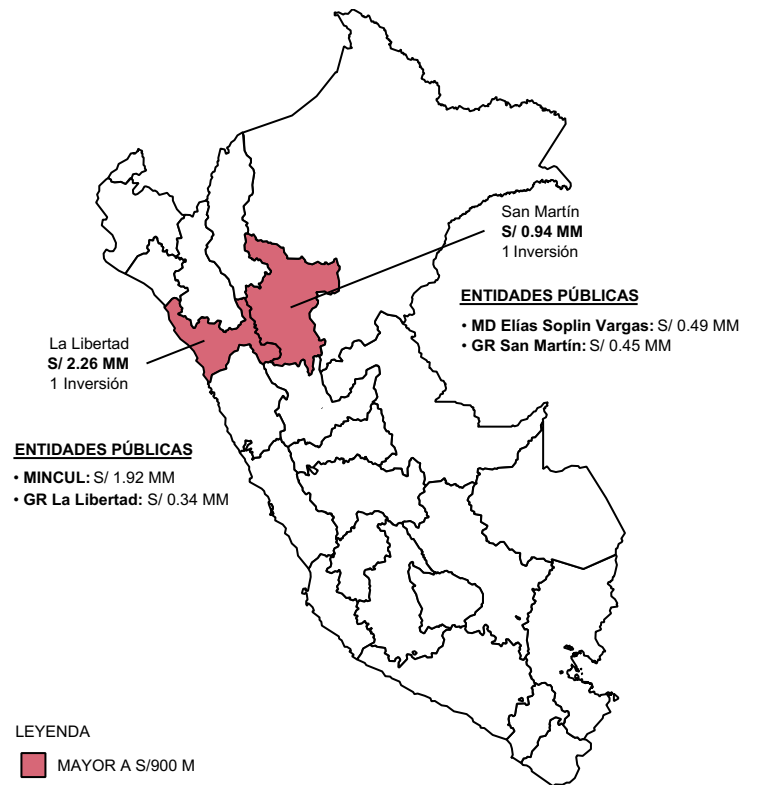 San Martín
S/ 0.94 MM
1 Inversión
ENTIDADES PÚBLICAS
• MD Elías Soplin Vargas: S/ 0.49 MM
• GR San Martín: S/ 0.45 MM
La Libertad
S/ 2.26 MM
1 Inversión
ENTIDADES PÚBLICAS
• MINCUL: S/ 1.92 MM
• GR La Libertad: S/ 0.34 MM
LEYENDA
MAYOR A S/900 M